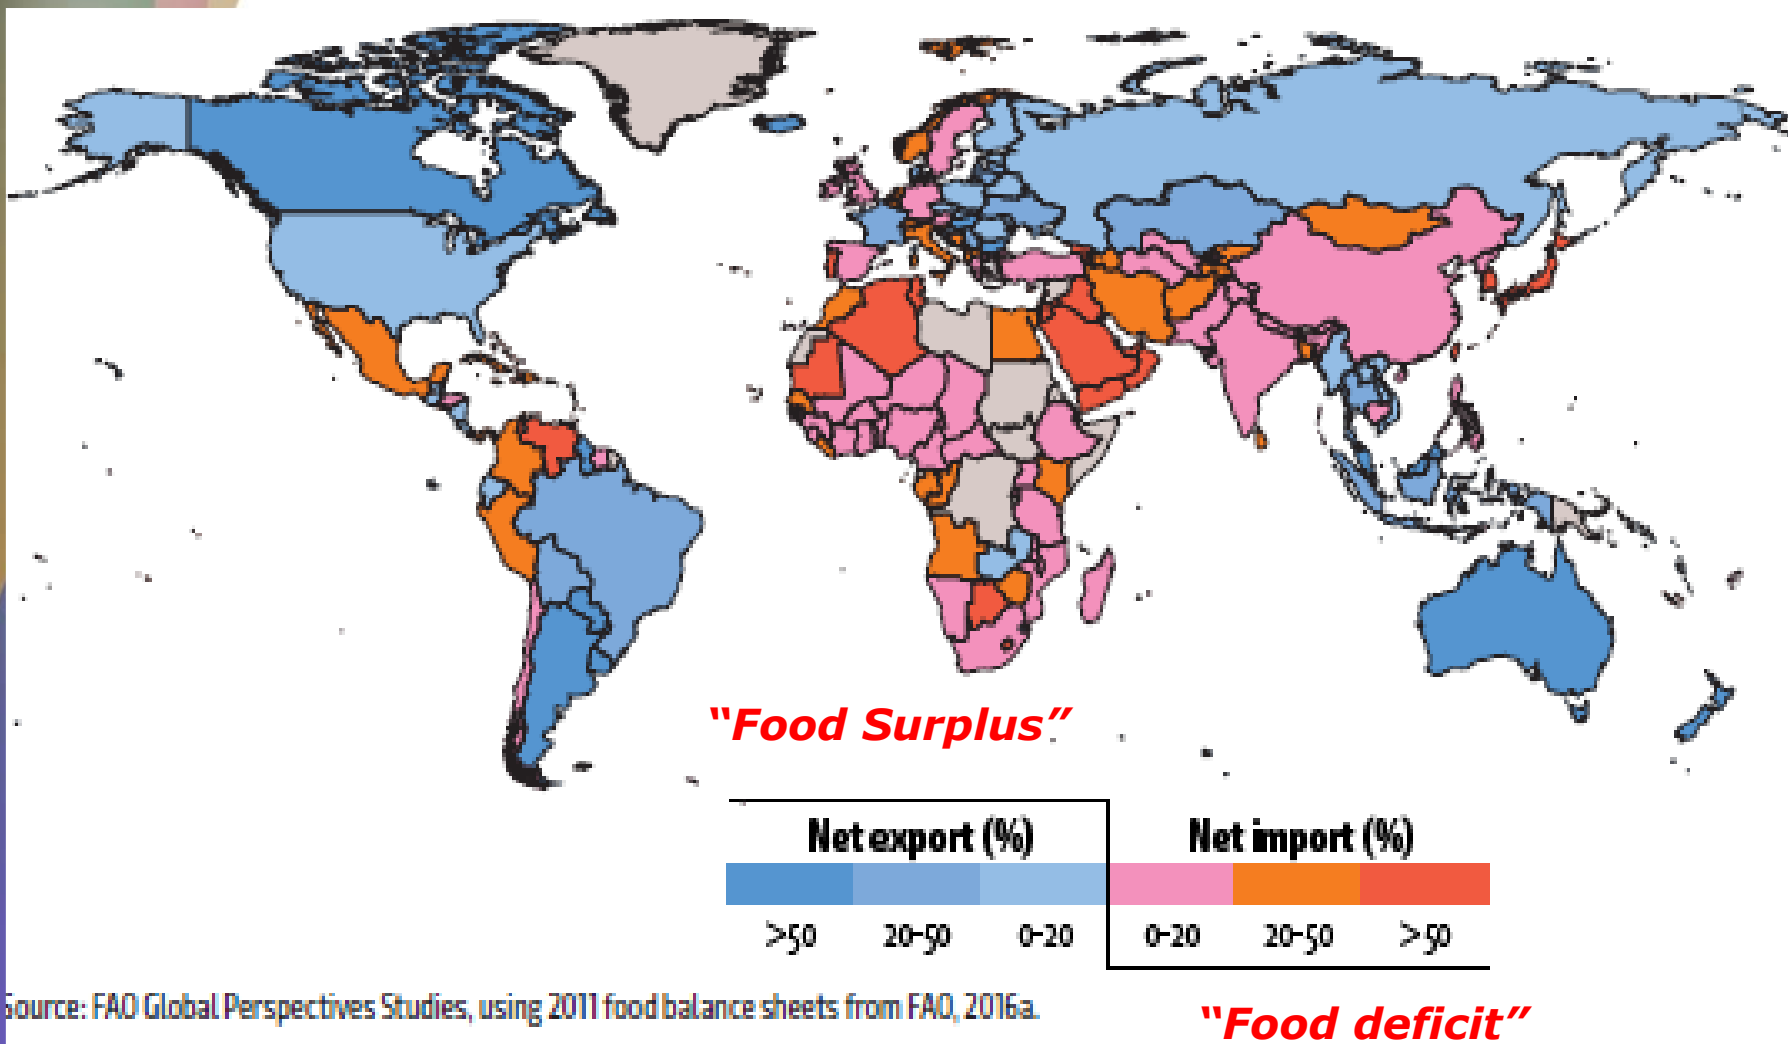 “Food Surplus”
Net export (%) Net import (%)
>50 20-50 0-20 0-20 20-50 >50
Source: FAO Global Perspectives Studies, using 2011 food balance sheets from FAO, 2016a.
“Food deficit”